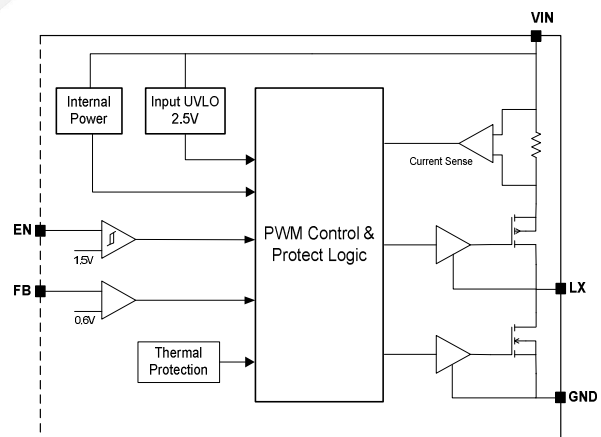 VIN
Internal
Power
Input UVLO
2.5V
Current Sense
PWM Control &
Protect Logic
EN
1.5V
FB
0.6V
LX
Thermal
Protection
GND